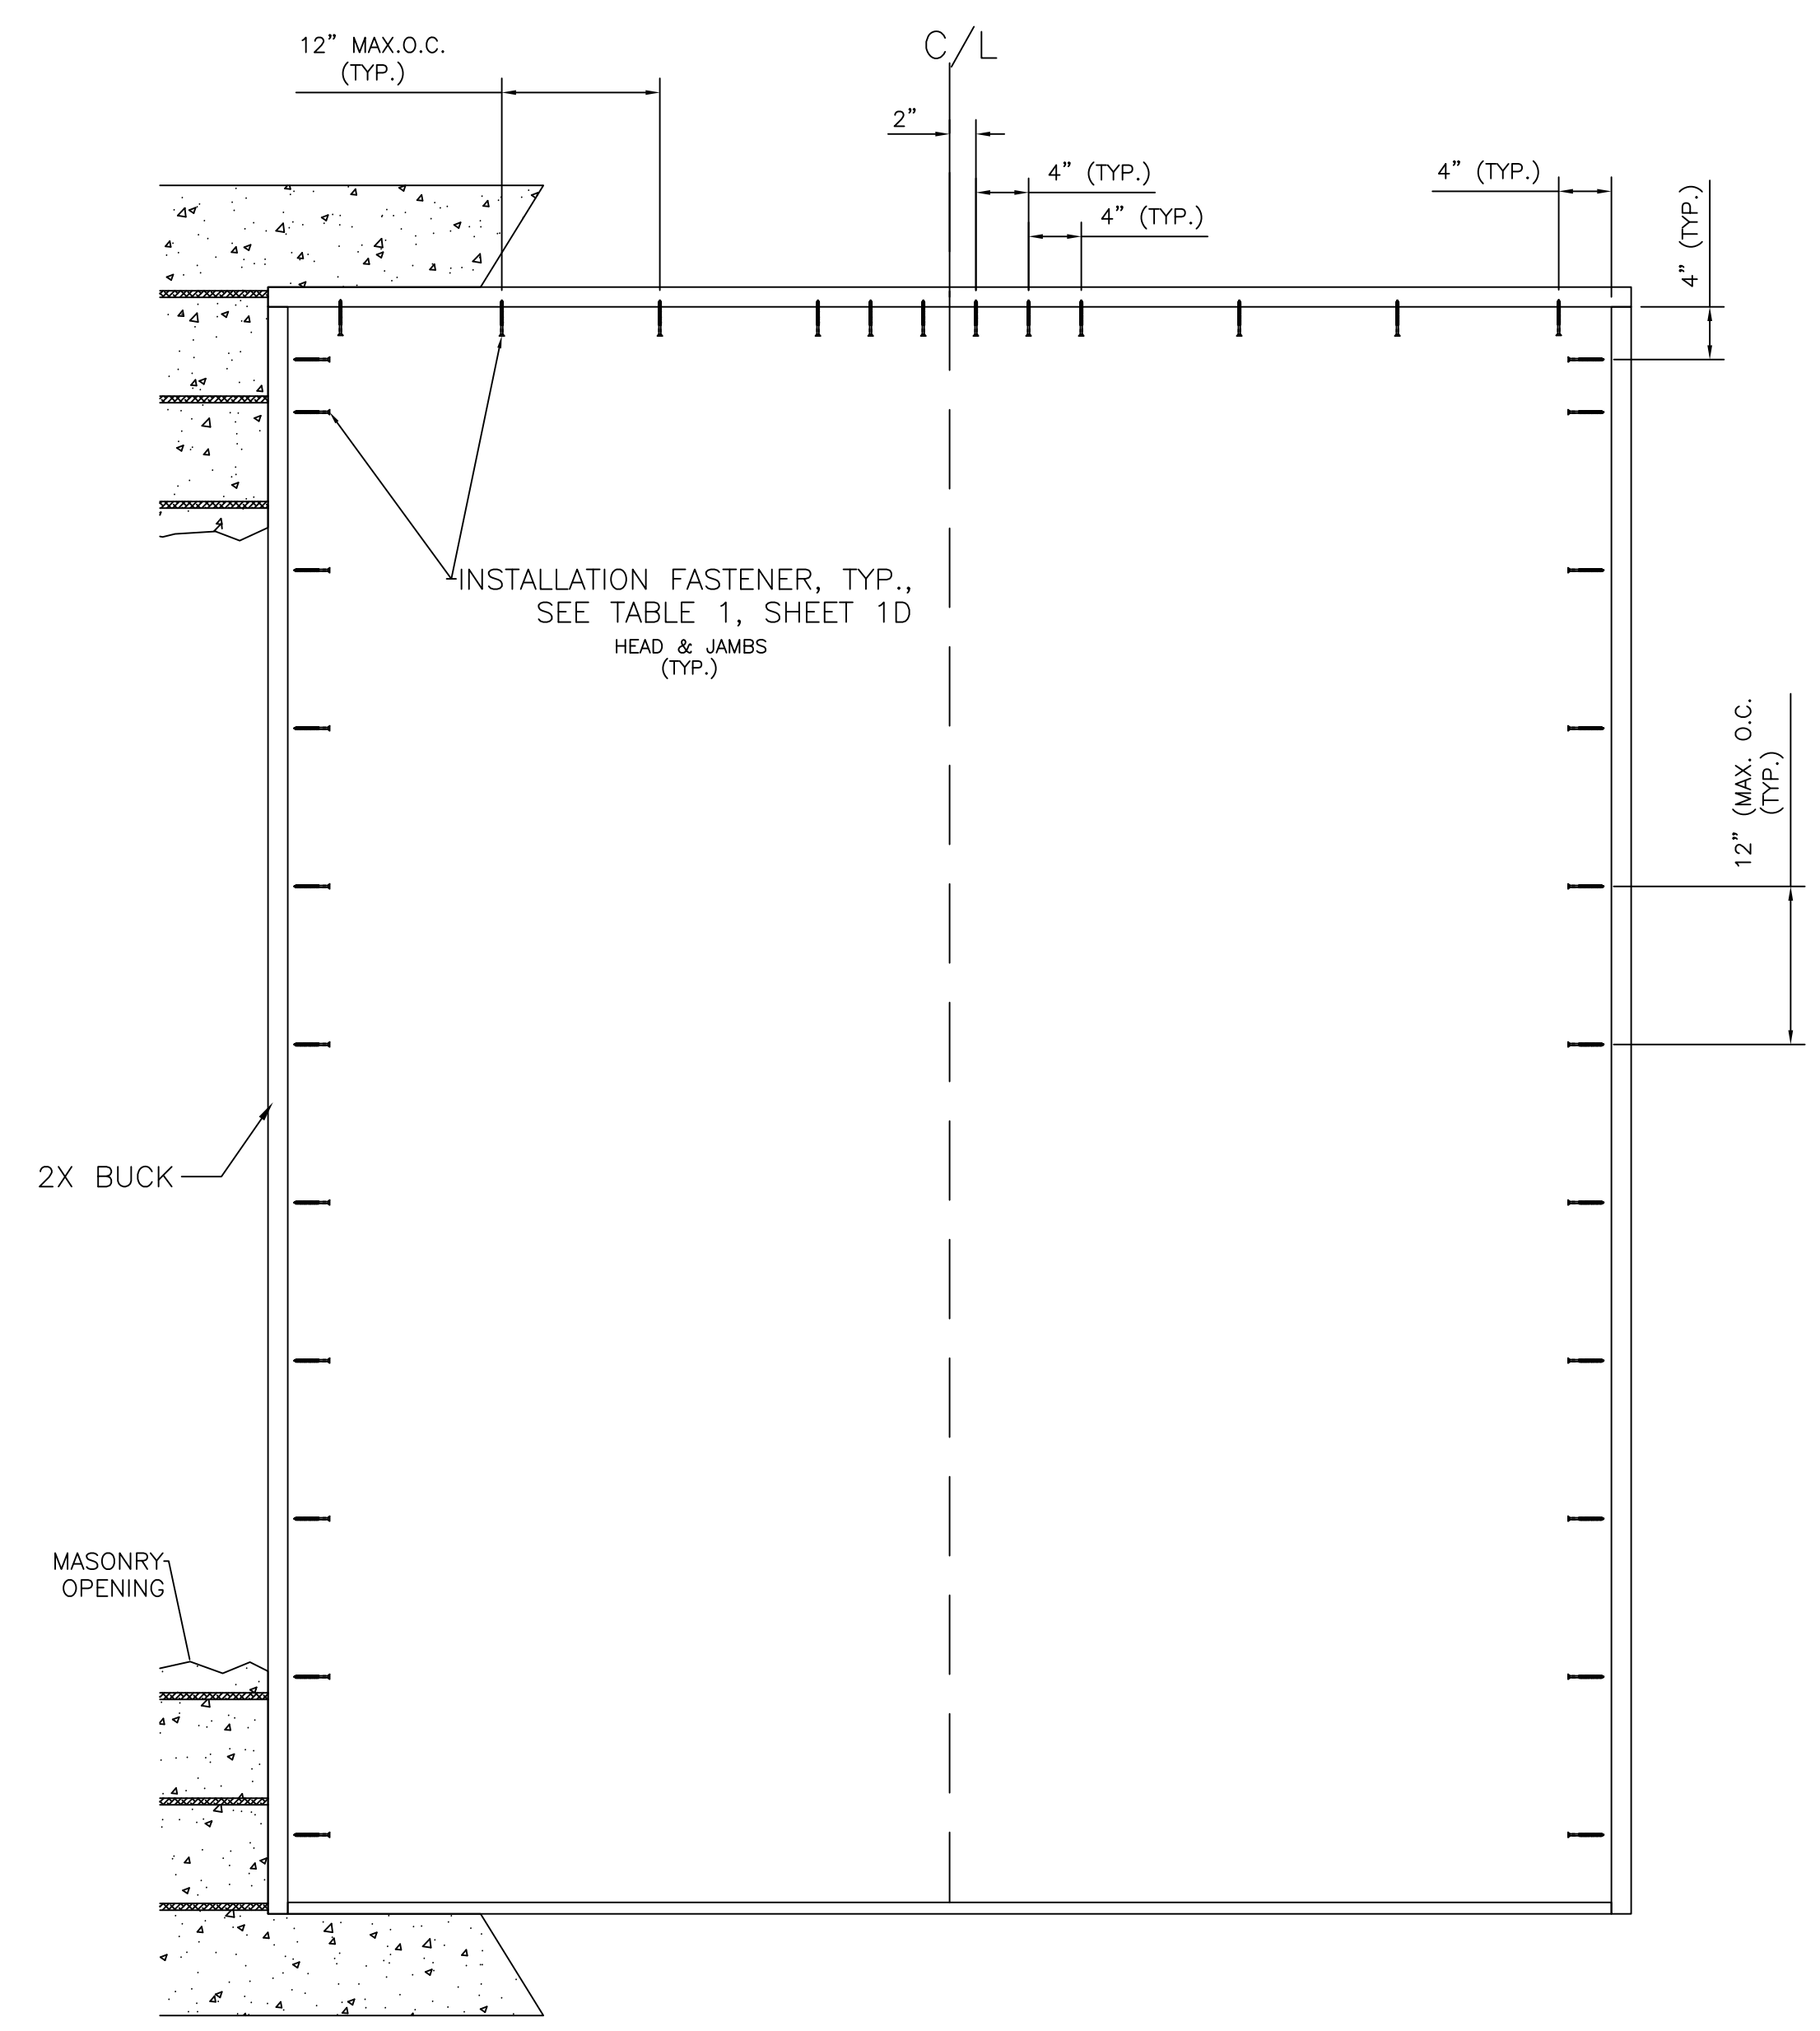 12" MAX.O.C.
(TYP.)
C/L
2"
4" (TYP.)
4" (TYP.)
4" (TYP.)
4" (TYP.)
INSTALLATION FASTENER, TYP.,
SEE TABLE 1, SHEET 1D
HEAD & JAMBS
(TYP.)
12" (MAX. O.C.
(TYP.)
2X BUCK
MASONRY
OPENING